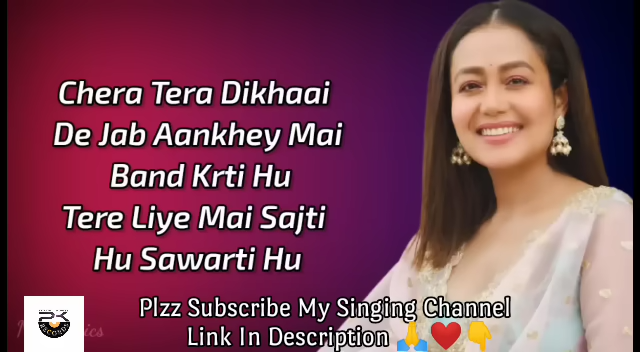 Chera Tera Dikhaai
De Jab Aankhey Mai
Band Krti Hu
Tere Liye Mai Sajti
Hu Sawarti Hu
Plzz Subscribe My Singing Channel
Link In Description 🙏❤️👇
RECORDS